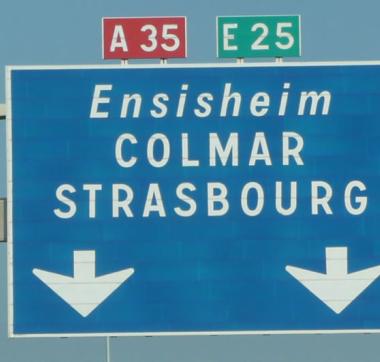 A 35 E 25
Ensisheim
COLMAR
STRASBOURG